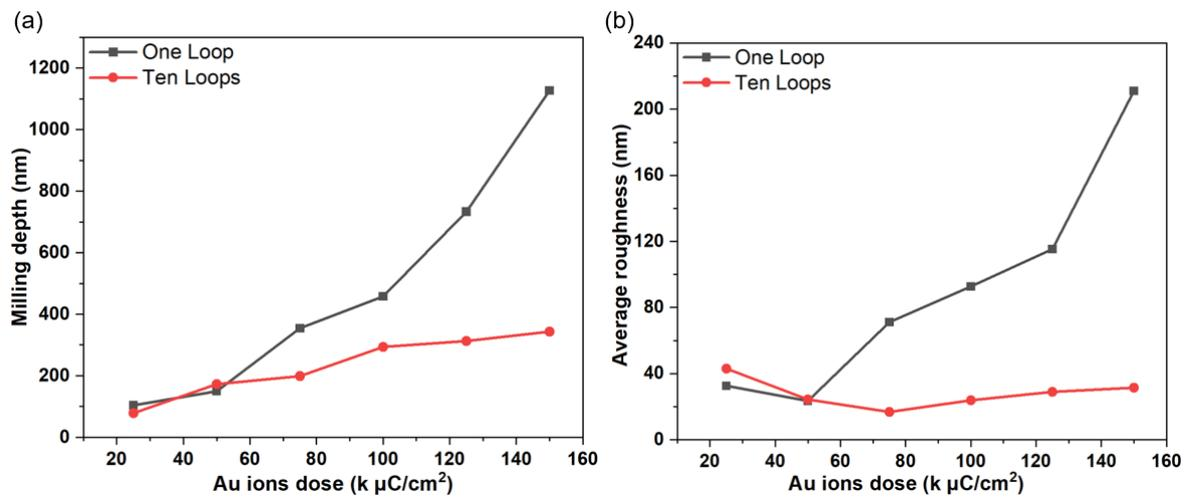 (a)
One Loop
Ten Loops
1200
1000
800
600
400
200
0
20 40 60 80 100 120 140 160
Milling depth (nm)
Au ions dose (k µC/cm²)
(b)
One Loop
Ten Loops
240
200
160
120
80
40
0
20 40 60 80 100 120 140 160
Average roughness (nm)
Au ions dose (k µC/cm²)